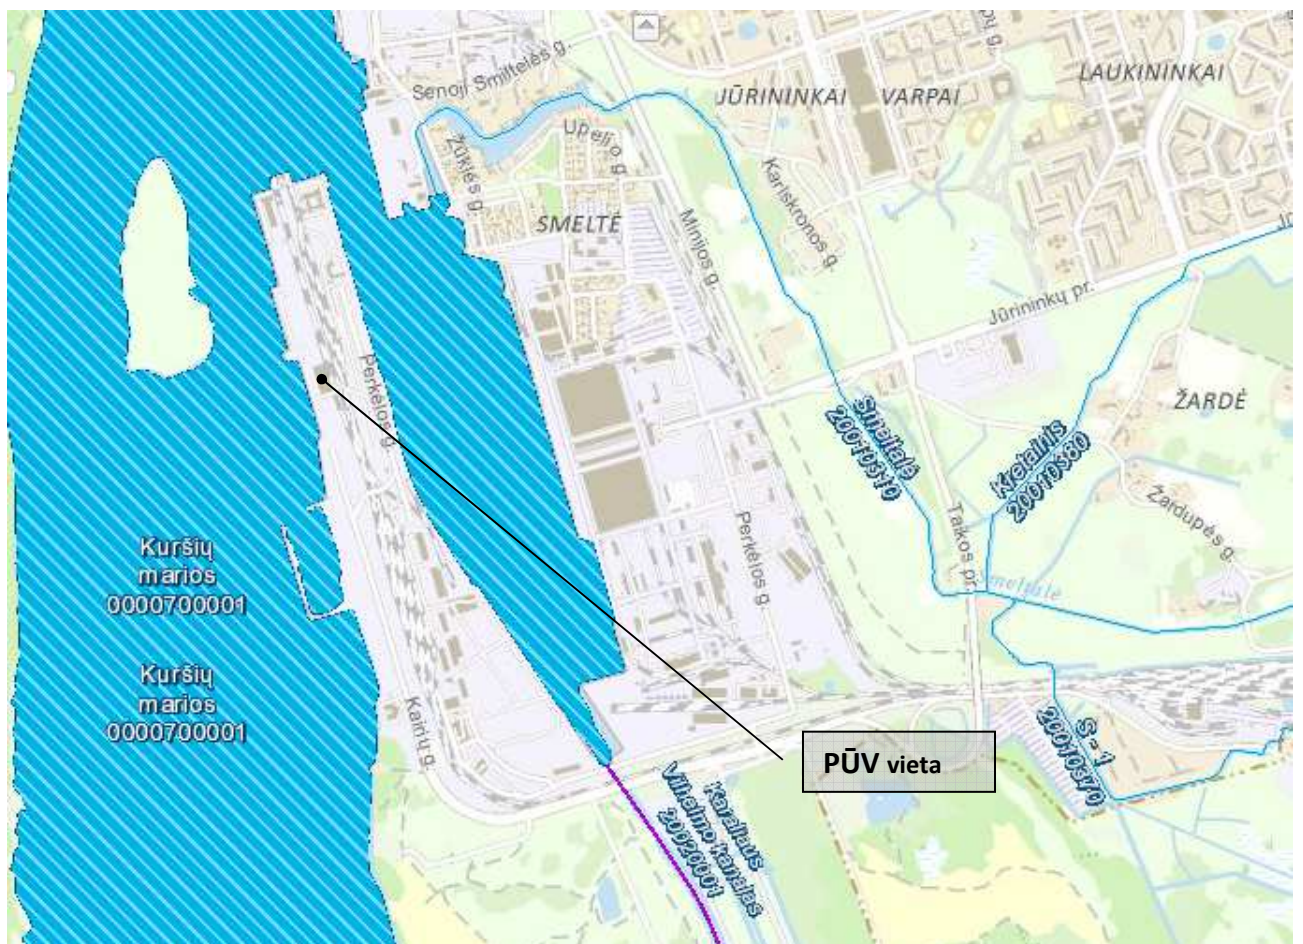 Senoji Smiltelės g.
JŪRININKAI
VARPAI
LAUKININKAI
Upelio g.
Žūklės g.
SMELTĖ
Minijos g.
Karlskronos g.
Jūrininkų pr.
ŽARDĖ
Perkėlos g.
Smeltalė
20010310
Kretainis
20010380
Žardupės g.
Kuršių
marios
0000700001
Perkėlos g.
Taikos pr.
Smeltalė
Kuršių
marios
0000700001
Kairių g.
PŪV vieta
S - 1
200109370
Karaliaus
Vilhelmo kanalas
20020001